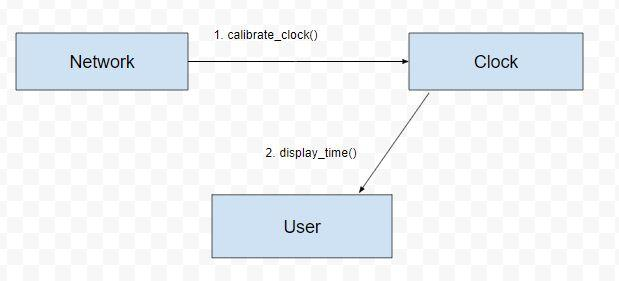 1. calibrate_clock()
Network
Clock
2. display_time()
User